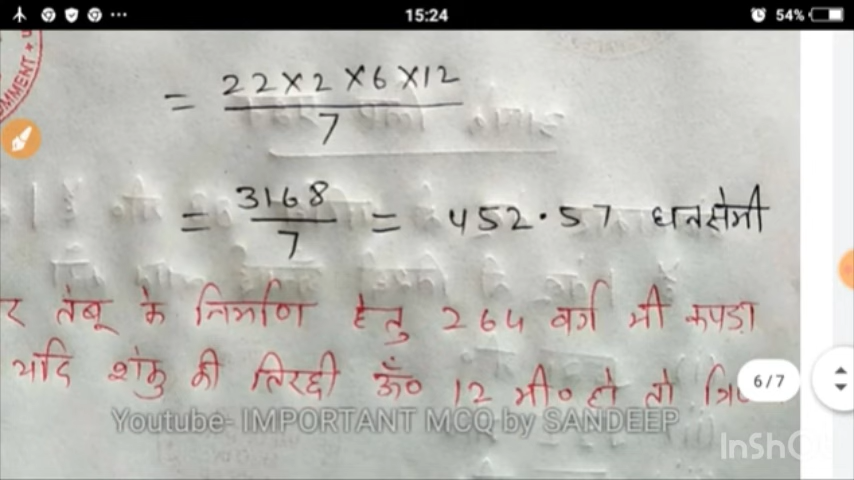 15:24 54%
OMMENT
= 22×2×6×12 / 7
= 3168 / 7 = 452.57 घनसेमी
र तंबू के निर्माण हेतु 264 वर्ग मी कपड़ा
यदि शंकु की तिरछी ऊँ० 12 मी० हो तो
6/7
Youtube- IMPORTANT MCQ by SANDEEP
InShO